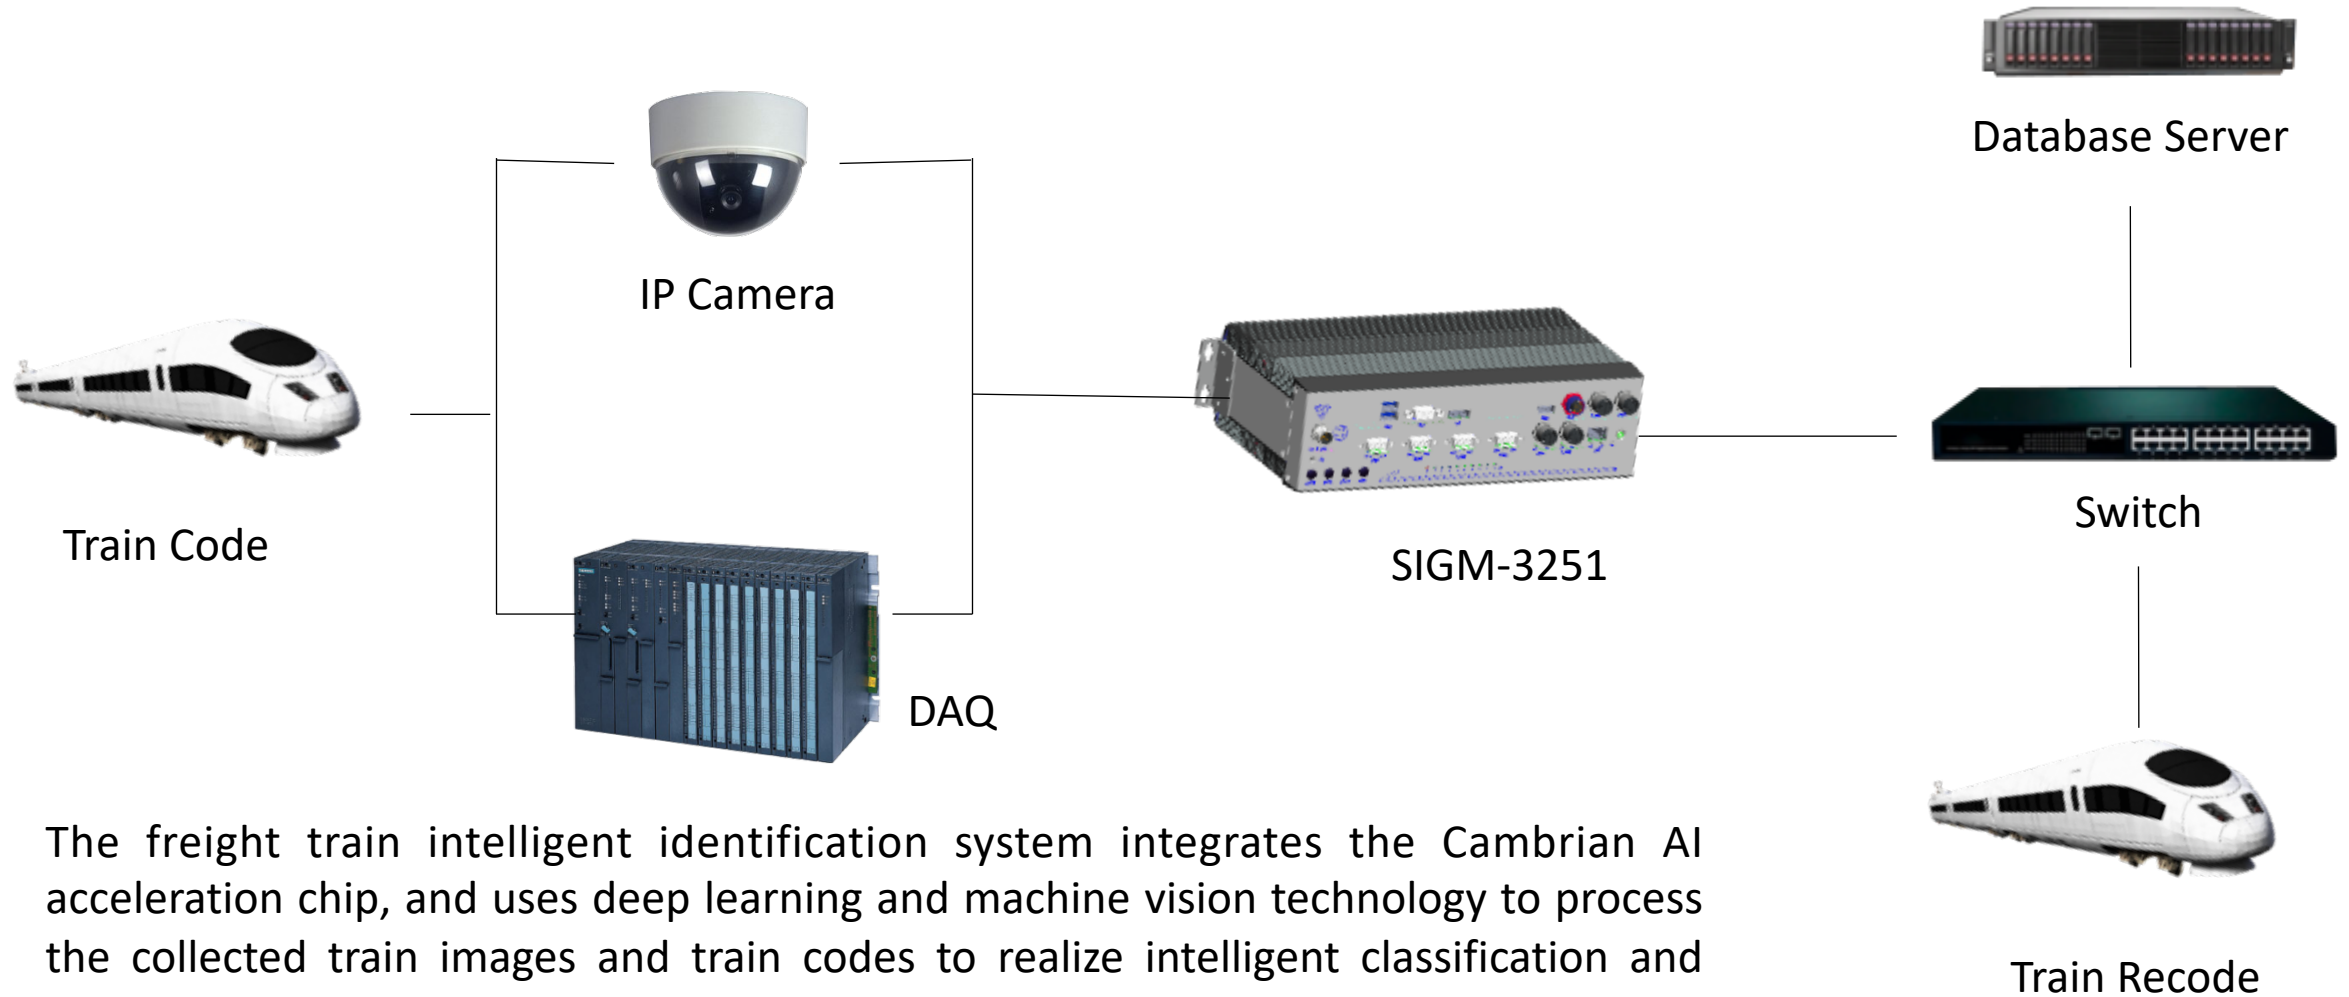 Database Server
IP Camera
Train Code
SIGM-3251
Switch
DAQ
The freight train intelligent identification system integrates the Cambrian AI
acceleration chip, and uses deep learning and machine vision technology to process
the collected train images and train codes to realize intelligent classification and
Train Recode